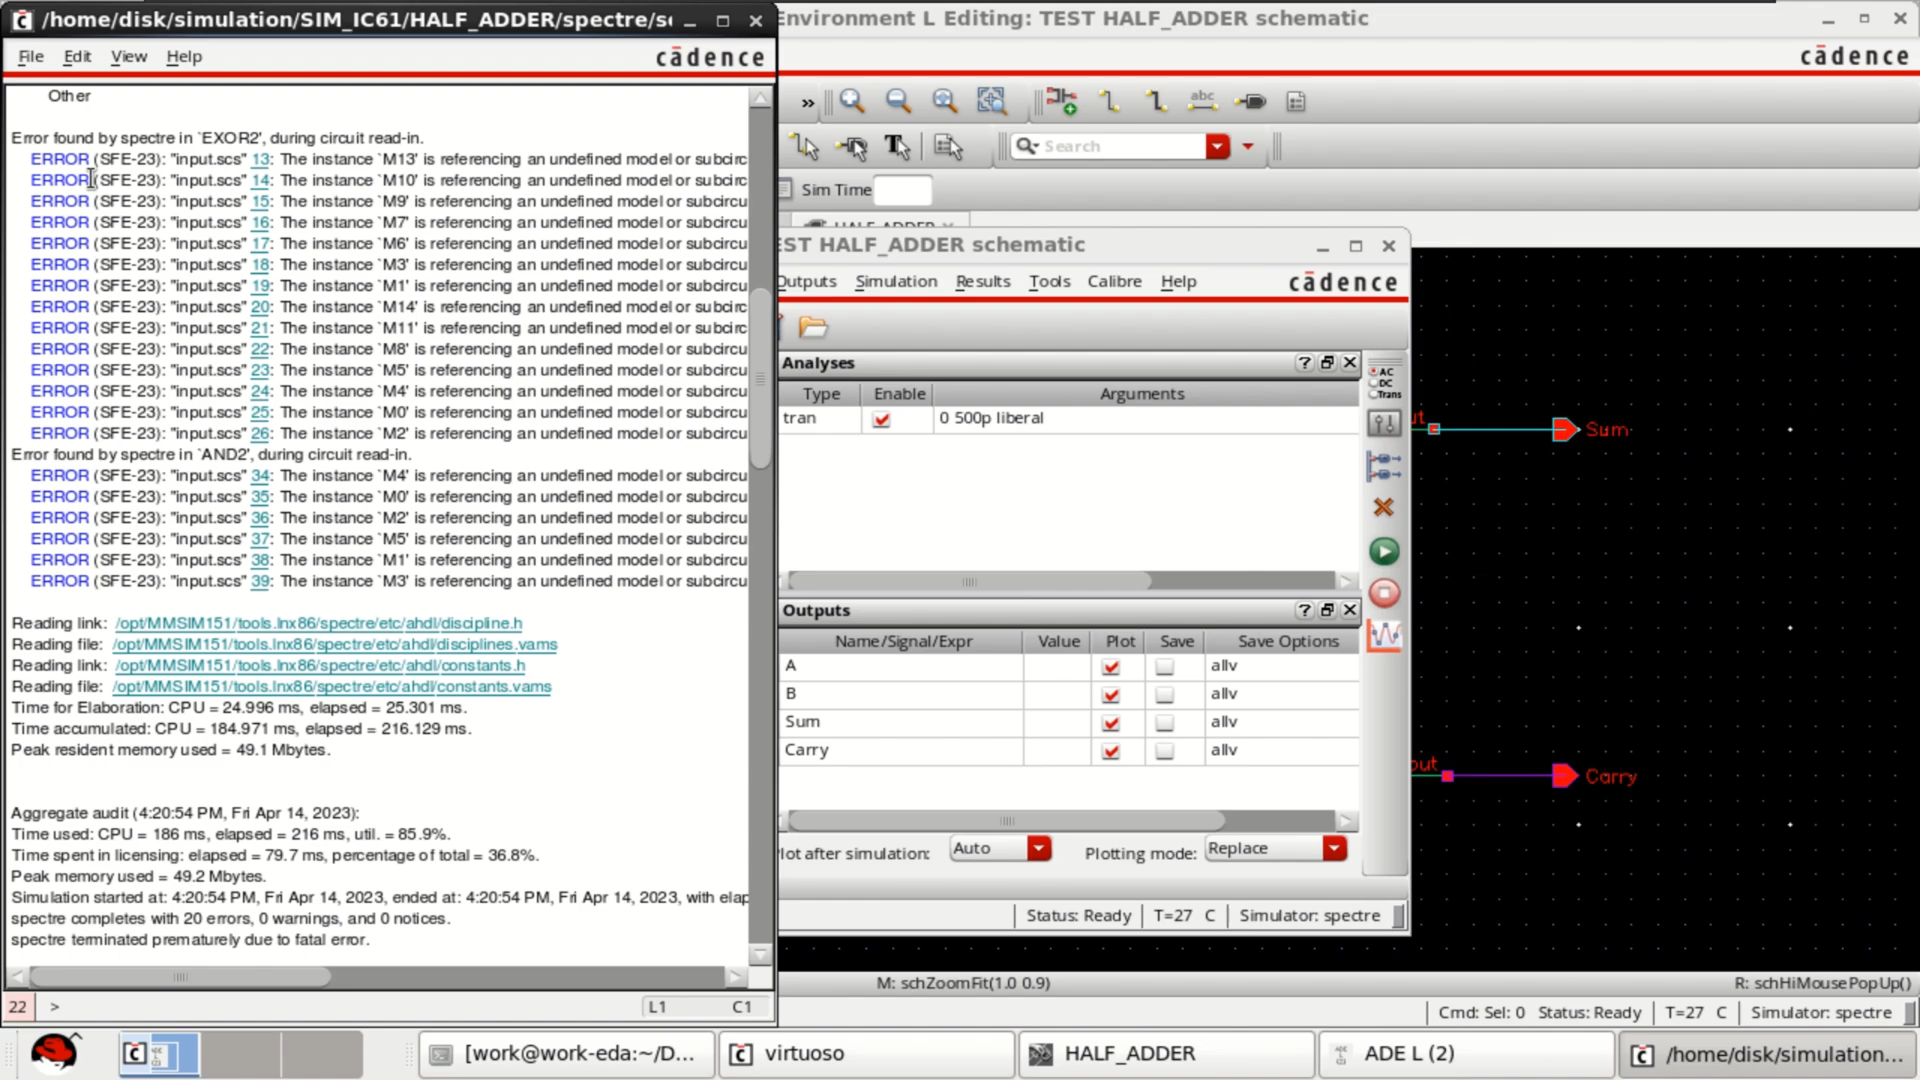 /home/disk/simulation/SIM_IC61/HALF_ADDER/spectre/s
File Edit View Help
cādence
Other
Error found by spectre in `EXOR2', during circuit read-in.
ERROR (SFE-23): "input.scs" 13: The instance `M13' is referencing an undefined model or subcirc
ERROR (SFE-23): "input.scs" 14: The instance `M10' is referencing an undefined model or subcirc
ERROR (SFE-23): "input.scs" 15: The instance `M9' is referencing an undefined model or subcircu
ERROR (SFE-23): "input.scs" 16: The instance `M7' is referencing an undefined model or subcircu
ERROR (SFE-23): "input.scs" 17: The instance `M6' is referencing an undefined model or subcircu
ERROR (SFE-23): "input.scs" 18: The instance `M3' is referencing an undefined model or subcircu
ERROR (SFE-23): "input.scs" 19: The instance `M1' is referencing an undefined model or subcircu
ERROR (SFE-23): "input.scs" 20: The instance `M14' is referencing an undefined model or subcirc
ERROR (SFE-23): "input.scs" 21: The instance `M11' is referencing an undefined model or subcirc
ERROR (SFE-23): "input.scs" 22: The instance `M8' is referencing an undefined model or subcircu
ERROR (SFE-23): "input.scs" 23: The instance `M5' is referencing an undefined model or subcircu
ERROR (SFE-23): "input.scs" 24: The instance `M4' is referencing an undefined model or subcircu
ERROR (SFE-23): "input.scs" 25: The instance `M0' is referencing an undefined model or subcircu
ERROR (SFE-23): "input.scs" 26: The instance `M2' is referencing an undefined model or subcircu
Error found by spectre in `AND2', during circuit read-in.
ERROR (SFE-23): "input.scs" 34: The instance `M4' is referencing an undefined model or subcircu
ERROR (SFE-23): "input.scs" 35: The instance `M0' is referencing an undefined model or subcircu
ERROR (SFE-23): "input.scs" 36: The instance `M2' is referencing an undefined model or subcircu
ERROR (SFE-23): "input.scs" 37: The instance `M5' is referencing an undefined model or subcircu
ERROR (SFE-23): "input.scs" 38: The instance `M1' is referencing an undefined model or subcircu
ERROR (SFE-23): "input.scs" 39: The instance `M3' is referencing an undefined model or subcircu
Reading link: /opt/MMSIM151/tools.lnx86/spectre/etc/ahdl/discipline.h
Reading file: /opt/MMSIM151/tools.lnx86/spectre/etc/ahdl/disciplines.vams
Reading link: /opt/MMSIM151/tools.lnx86/spectre/etc/ahdl/constants.h
Reading file: /opt/MMSIM151/tools.lnx86/spectre/etc/ahdl/constants.vams
Time for Elaboration: CPU = 24.996 ms, elapsed = 25.301 ms.
Time accumulated: CPU = 184.971 ms, elapsed = 216.129 ms.
Peak resident memory used = 49.1 Mbytes.
Aggregate audit (4:20:54 PM, Fri Apr 14, 2023):
Time used: CPU = 186 ms, elapsed = 216 ms, util. = 85.9%.
Time spent in licensing: elapsed = 79.7 ms, percentage of total = 36.8%.
Peak memory used = 49.2 Mbytes.
Simulation started at: 4:20:54 PM, Fri Apr 14, 2023, ended at: 4:20:54 PM, Fri Apr 14, 2023, with elap
spectre completes with 20 errors, 0 warnings, and 0 notices.
spectre terminated prematurely due to fatal error.
22 > L1 C1
Environment L Editing: TEST HALF_ADDER schematic
cādence
abc
Search
Sim Time
HALF_ADDER
EST HALF_ADDER schematic
Outputs Simulation Results Tools Calibre Help
cādence
Analyses
Type Enable Arguments
tran 0 500p liberal
AC
DC
Trans
Outputs
Name/Signal/Expr Value Plot Save Save Options
A allv
B allv
Sum allv
Carry allv
lot after simulation: Auto Plotting mode: Replace
Status: Ready T=27 C Simulator: spectre
ut Sum
out Carry
M: schZoomFit(1.0 0.9) R: schHiMousePopUp()
Cmd: Sel: 0 Status: Ready T=27 C Simulator: spectre
[work@work-eda:~/D... virtuoso HALF_ADDER ADE L (2) /home/disk/simulation...